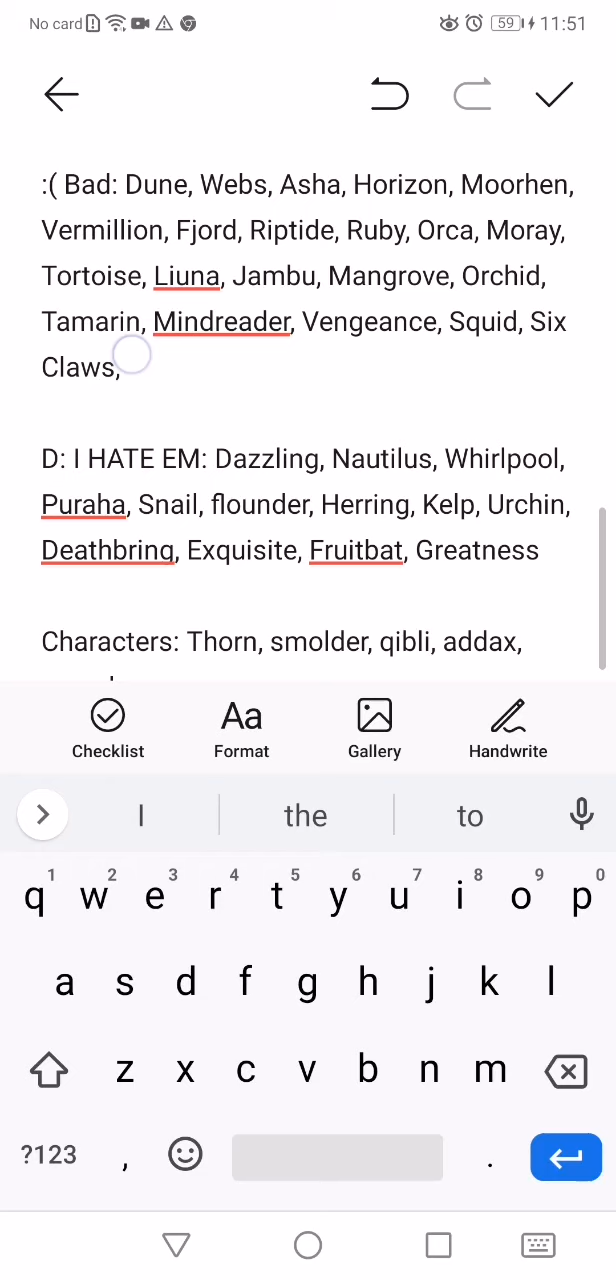 No card 59 11:51
:( Bad: Dune, Webs, Asha, Horizon, Moorhen,
Vermillion, Fjord, Riptide, Ruby, Orca, Moray,
Tortoise, Liuna, Jambu, Mangrove, Orchid,
Tamarin, Mindreader, Vengeance, Squid, Six
Claws,
D: I HATE EM: Dazzling, Nautilus, Whirlpool,
Puraha, Snail, flounder, Herring, Kelp, Urchin,
Deathbrinq, Exquisite, Fruitbat, Greatness
Characters: Thorn, smolder, qibli, addax,
Checklist Aa Format Gallery Handwrite
I the to
1 2 3 4 5 6 7 8 9 0
q w e r t y u i o p
a s d f g h j k l
z x c v b n m
?123 , .